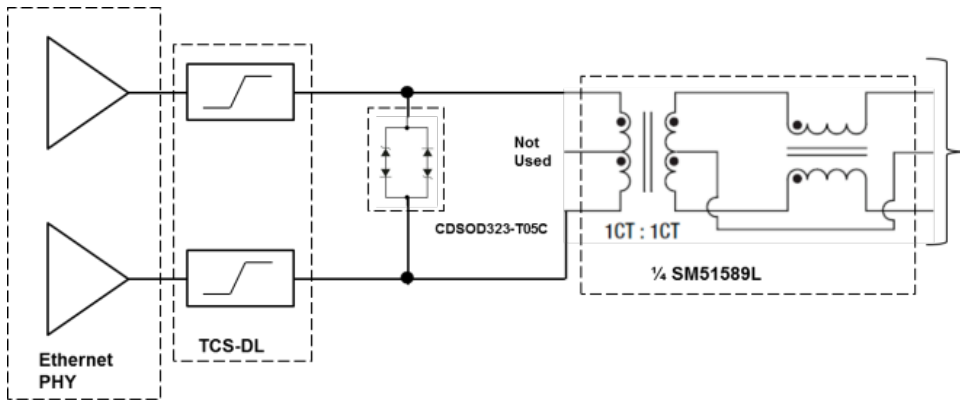 Not
Used
CDSOD323-T05C
1CT : 1CT
¼ SM51589L
TCS-DL
Ethernet
PHY